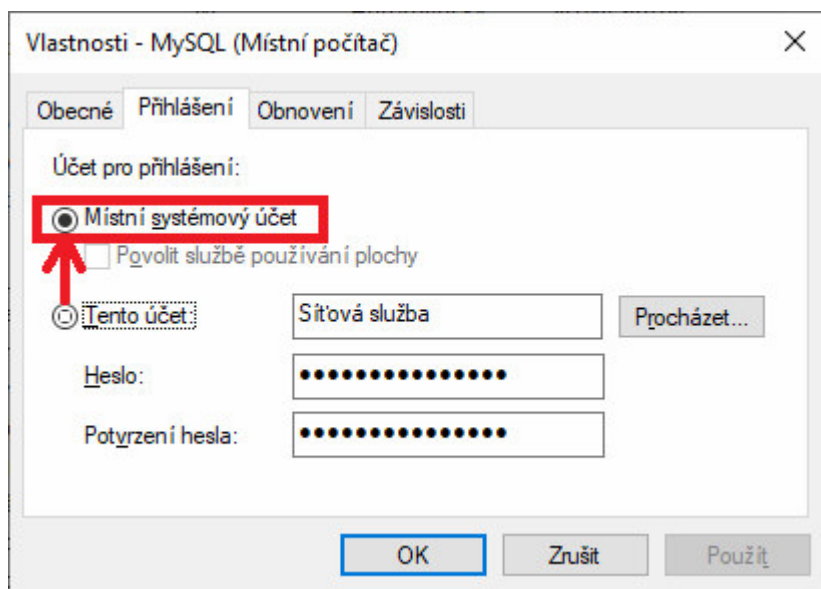 Vlastnosti - MySQL (Místní počítač)
Obecné Přihlášení Obnovení Závislosti
Účet pro přihlášení:
Místní systémový účet
Povolit službě používání plochy
Tento účet: Síťová služba Procházet...
Heslo: ●●●●●●●●●●●●●●●
Potvrzení hesla: ●●●●●●●●●●●●●●●
OK Zrušit Použít